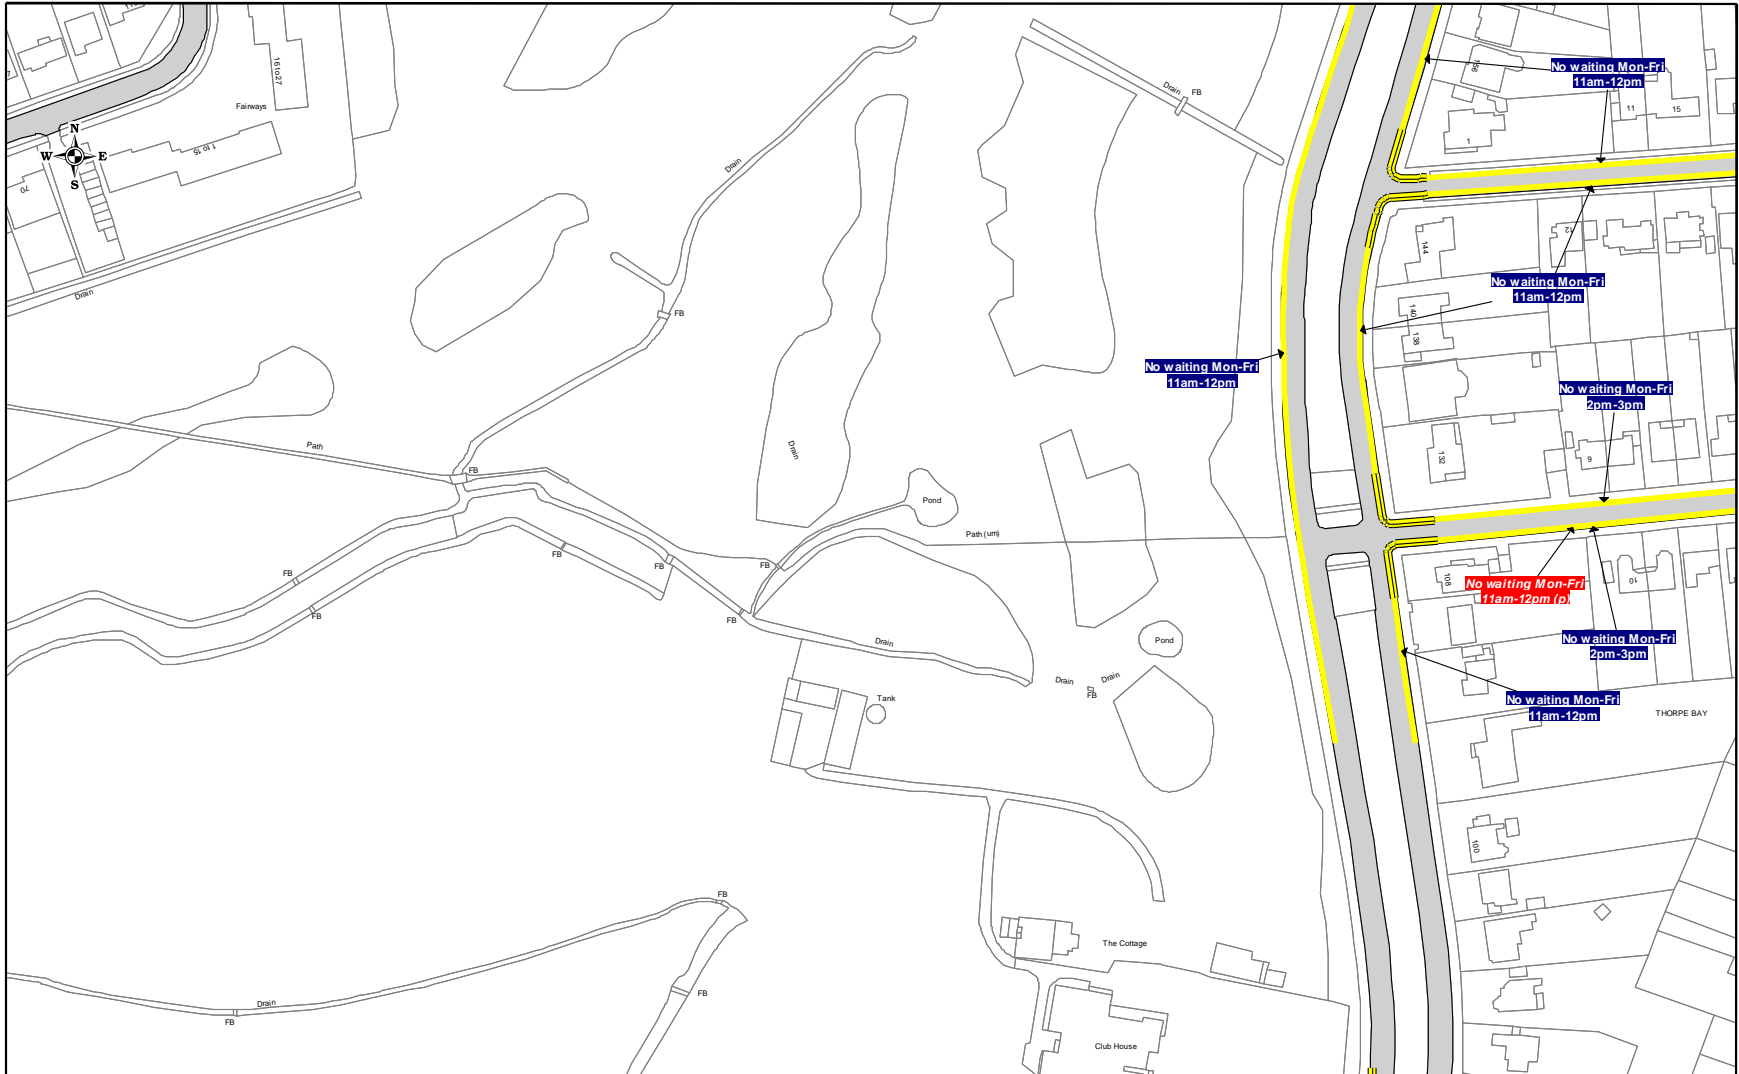 16 to 27
Fairways
1 to 15
N
W
E
S
70
Drain
Drain
FB
Path
FB
Drain
Pond
Path (um)
FB
FB
FB
FB
FB
FB
Drain
Drain
Drain
FB
Pond
Tank
Drain
FB
156
No waiting Mon-Fri
11am-12pm
11
15
1
144
12
No waiting Mon-Fri
11am-12pm
140
138
No waiting Mon-Fri
11am-12pm
No waiting Mon-Fri
2pm-3pm
132
9
108
No waiting Mon-Fri
11am-12pm (p)
10
No waiting Mon-Fri
2pm-3pm
No waiting Mon-Fri
11am-12pm
THORPE BAY
100
FB
The Cottage
Drain
FB
FB
Club House